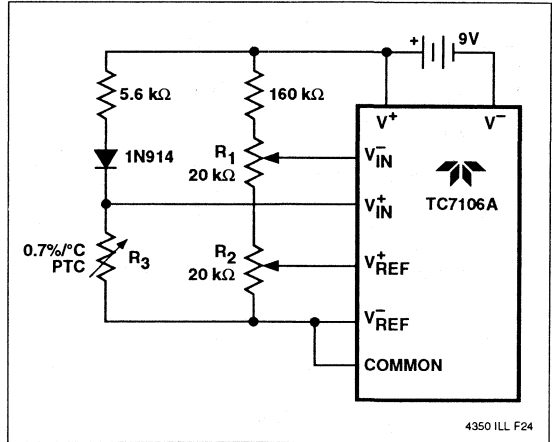 + 9V
5.6 kΩ
160 kΩ
V+ V−
1N914
R1
20 kΩ
V−IN
TC7106A
V+IN
0.7%/°C
PTC
R3
R2
20 kΩ
V+REF
V−REF
COMMON
4350 ILL F24